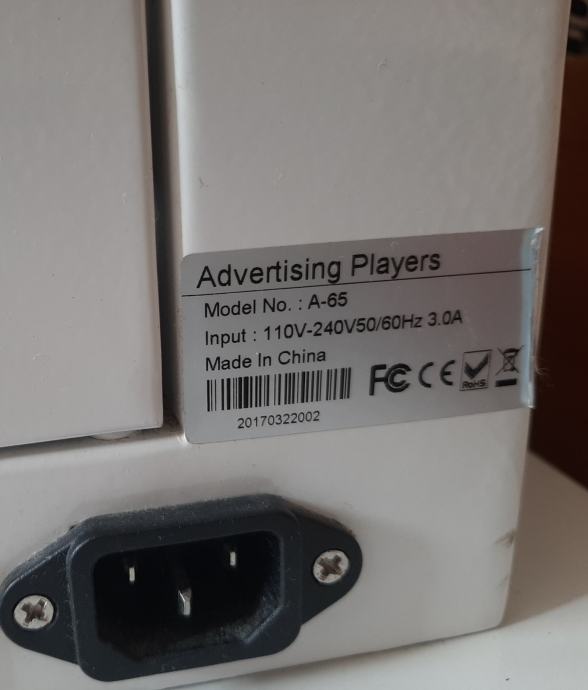 Advertising Players
Model No. : A-65
Input : 110V-240V50/60Hz 3.0A
Made In China
FC CE RoHS
20170322002